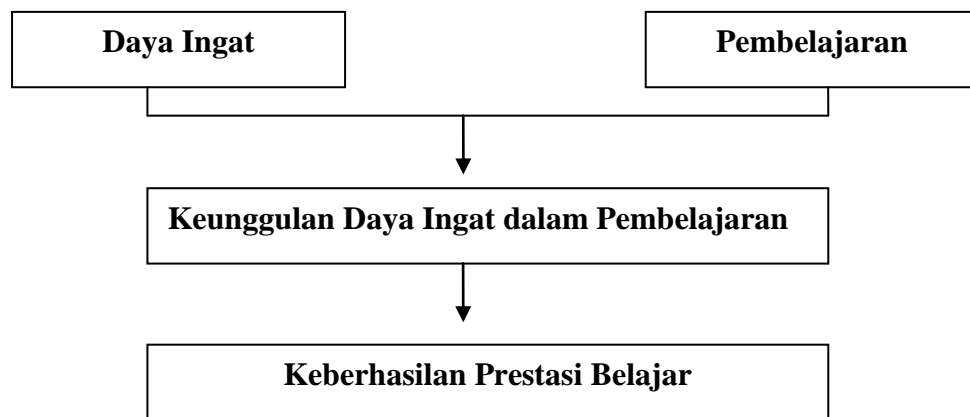 Daya Ingat
Pembelajaran
Keunggulan Daya Ingat dalam Pembelajaran
Keberhasilan Prestasi Belajar